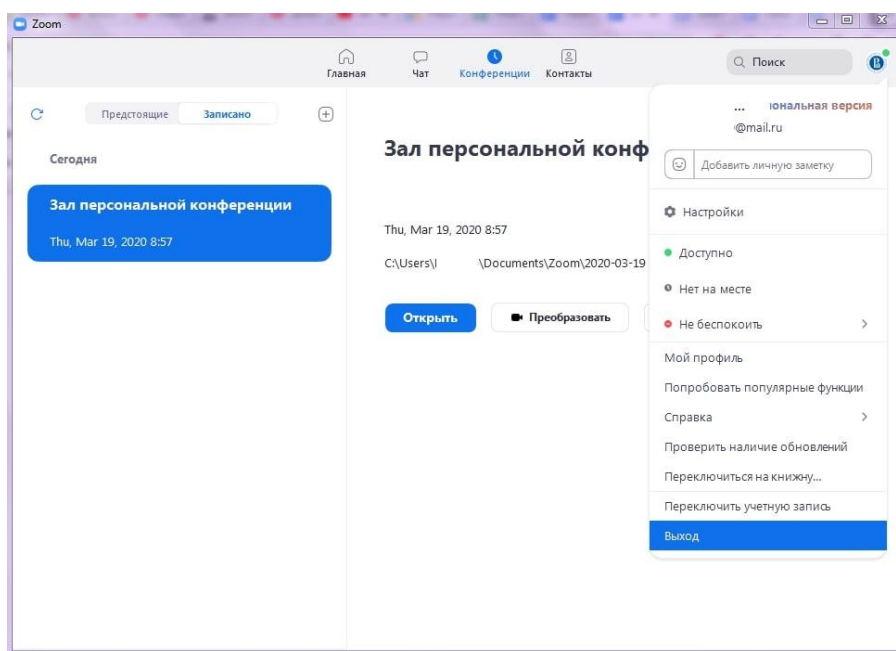 Zoom
Главная
Чат
Конференции
Контакты
Поиск
Предстоящие
Записано
Сегодня
Зал персональной конференции
Thu, Mar 19, 2020 8:57
Зал персональной конф
Thu, Mar 19, 2020 8:57
C:\Users\I \Documents\Zoom\2020-03-19
Открыть
Преобразовать
... иональная версия
@mail.ru
Добавить личную заметку
Настройки
Доступно
Нет на месте
Не беспокоить
Мой профиль
Попробовать популярные функции
Справка
Проверить наличие обновлений
Переключиться на книжну...
Переключить учетную запись
Выход